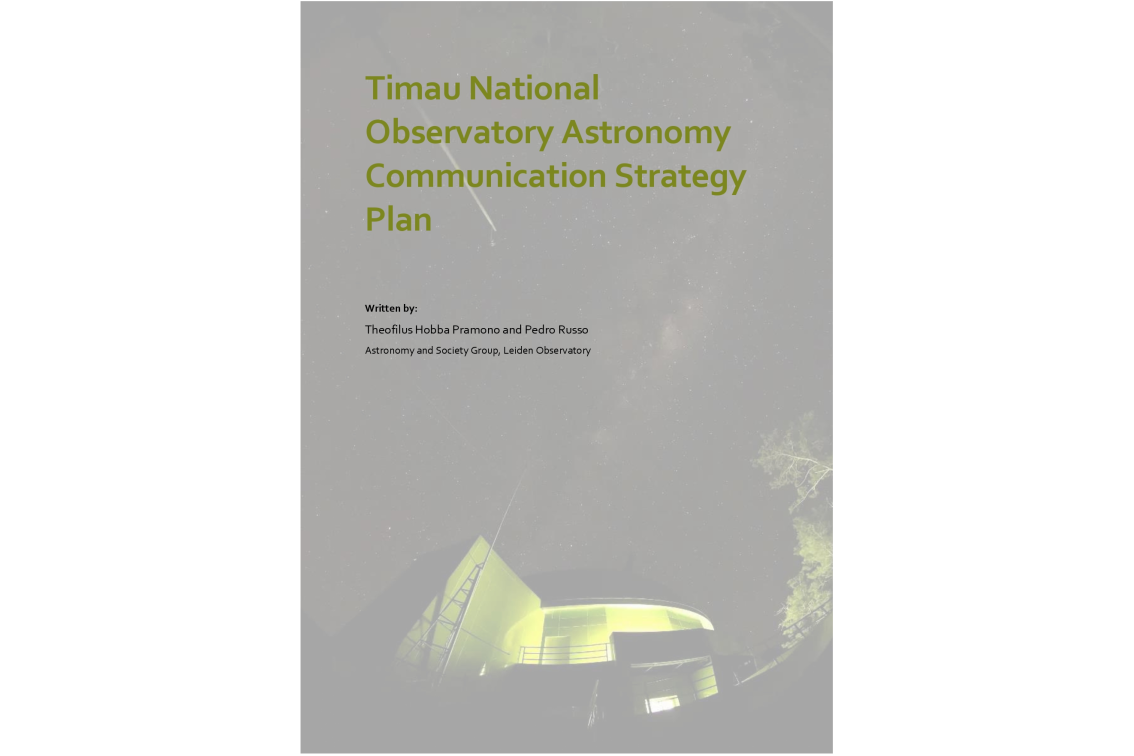 Timau National
Observatory Astronomy
Communication Strategy
Plan
Written by:
Theofilus Hobba Pramono and Pedro Russo
Astronomy and Society Group, Leiden Observatory